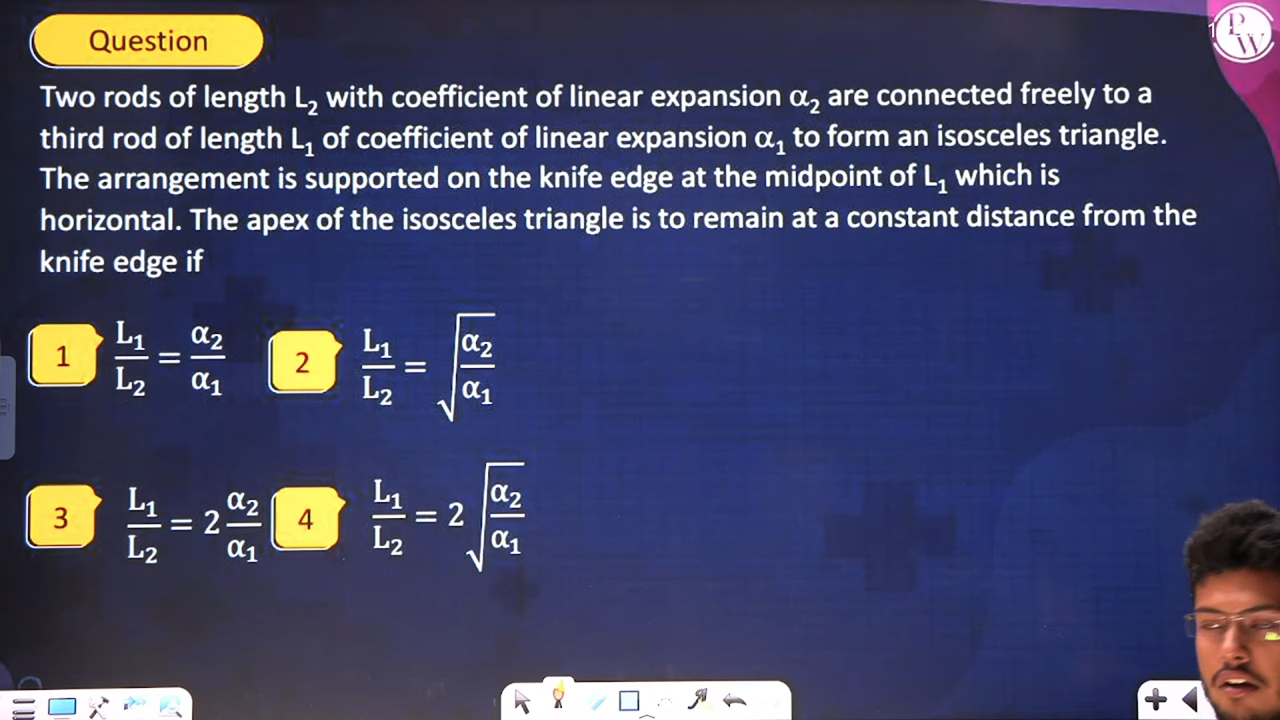 Question
Two rods of length L₂ with coefficient of linear expansion α₂ are connected freely to a
third rod of length L₁ of coefficient of linear expansion α₁ to form an isosceles triangle.
The arrangement is supported on the knife edge at the midpoint of L₁ which is
horizontal. The apex of the isosceles triangle is to remain at a constant distance from the
knife edge if
1 L₁/L₂ = α₂/α₁
2 L₁/L₂ = √(α₂/α₁)
3 L₁/L₂ = 2 α₂/α₁
4 L₁/L₂ = 2 √(α₂/α₁)
PW